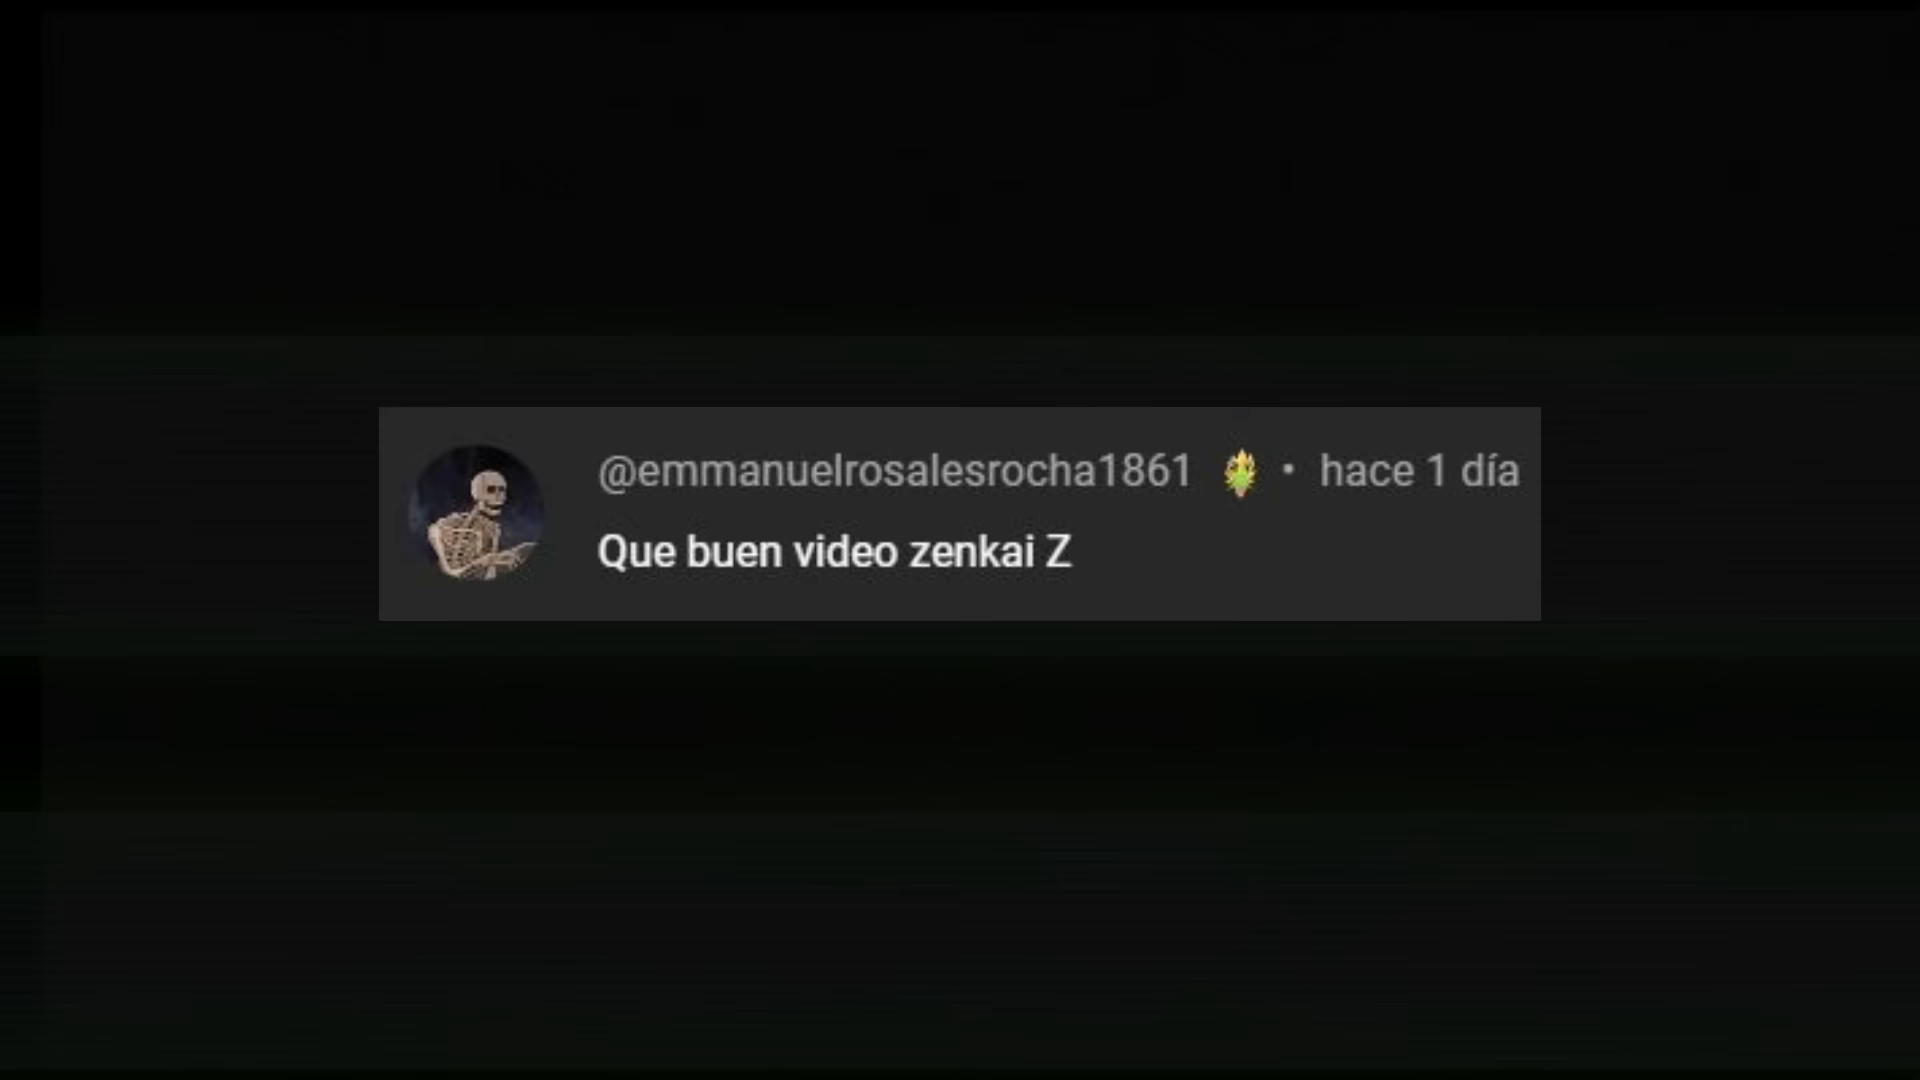 @emmanuelrosalesrocha1861 • hace 1 día
Que buen video zenkai Z